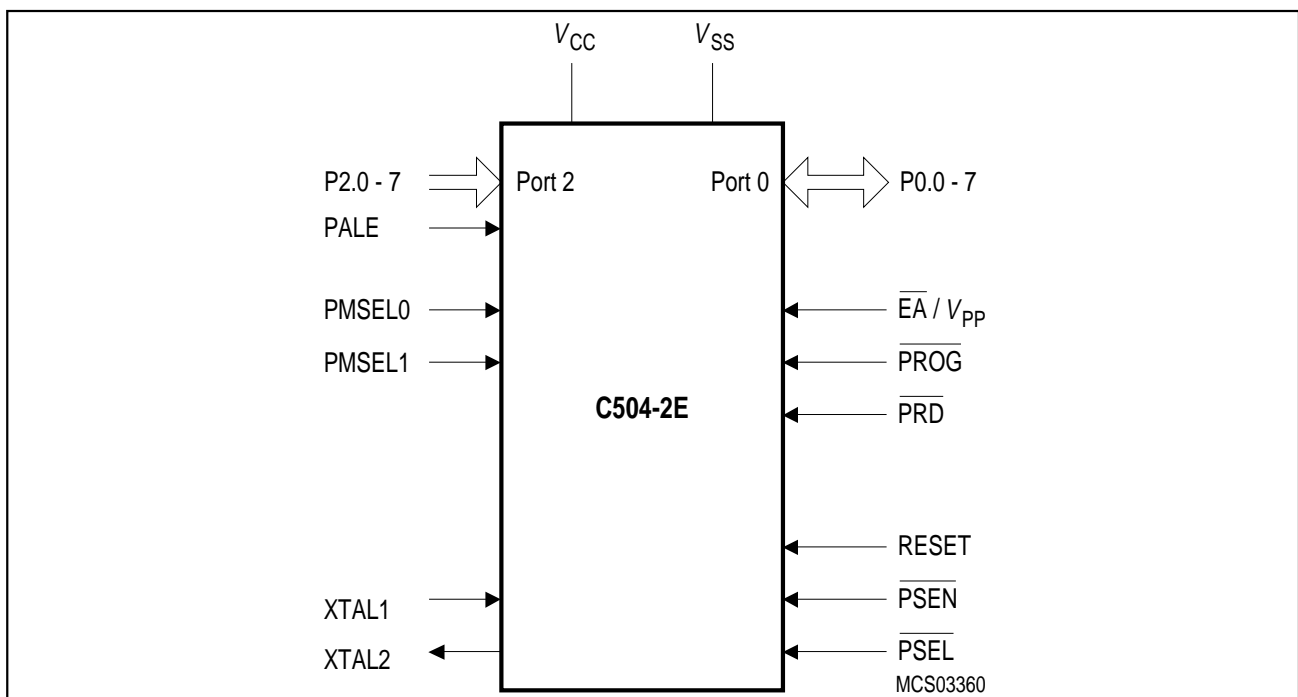 VCC VSS
P2.0 - 7 Port 2 Port 0 P0.0 - 7
PALE
PMSEL0 EA / VPP
PMSEL1 PROG
C504-2E PRD
RESET
XTAL1 PSEN
XTAL2 PSEL
MCS03360